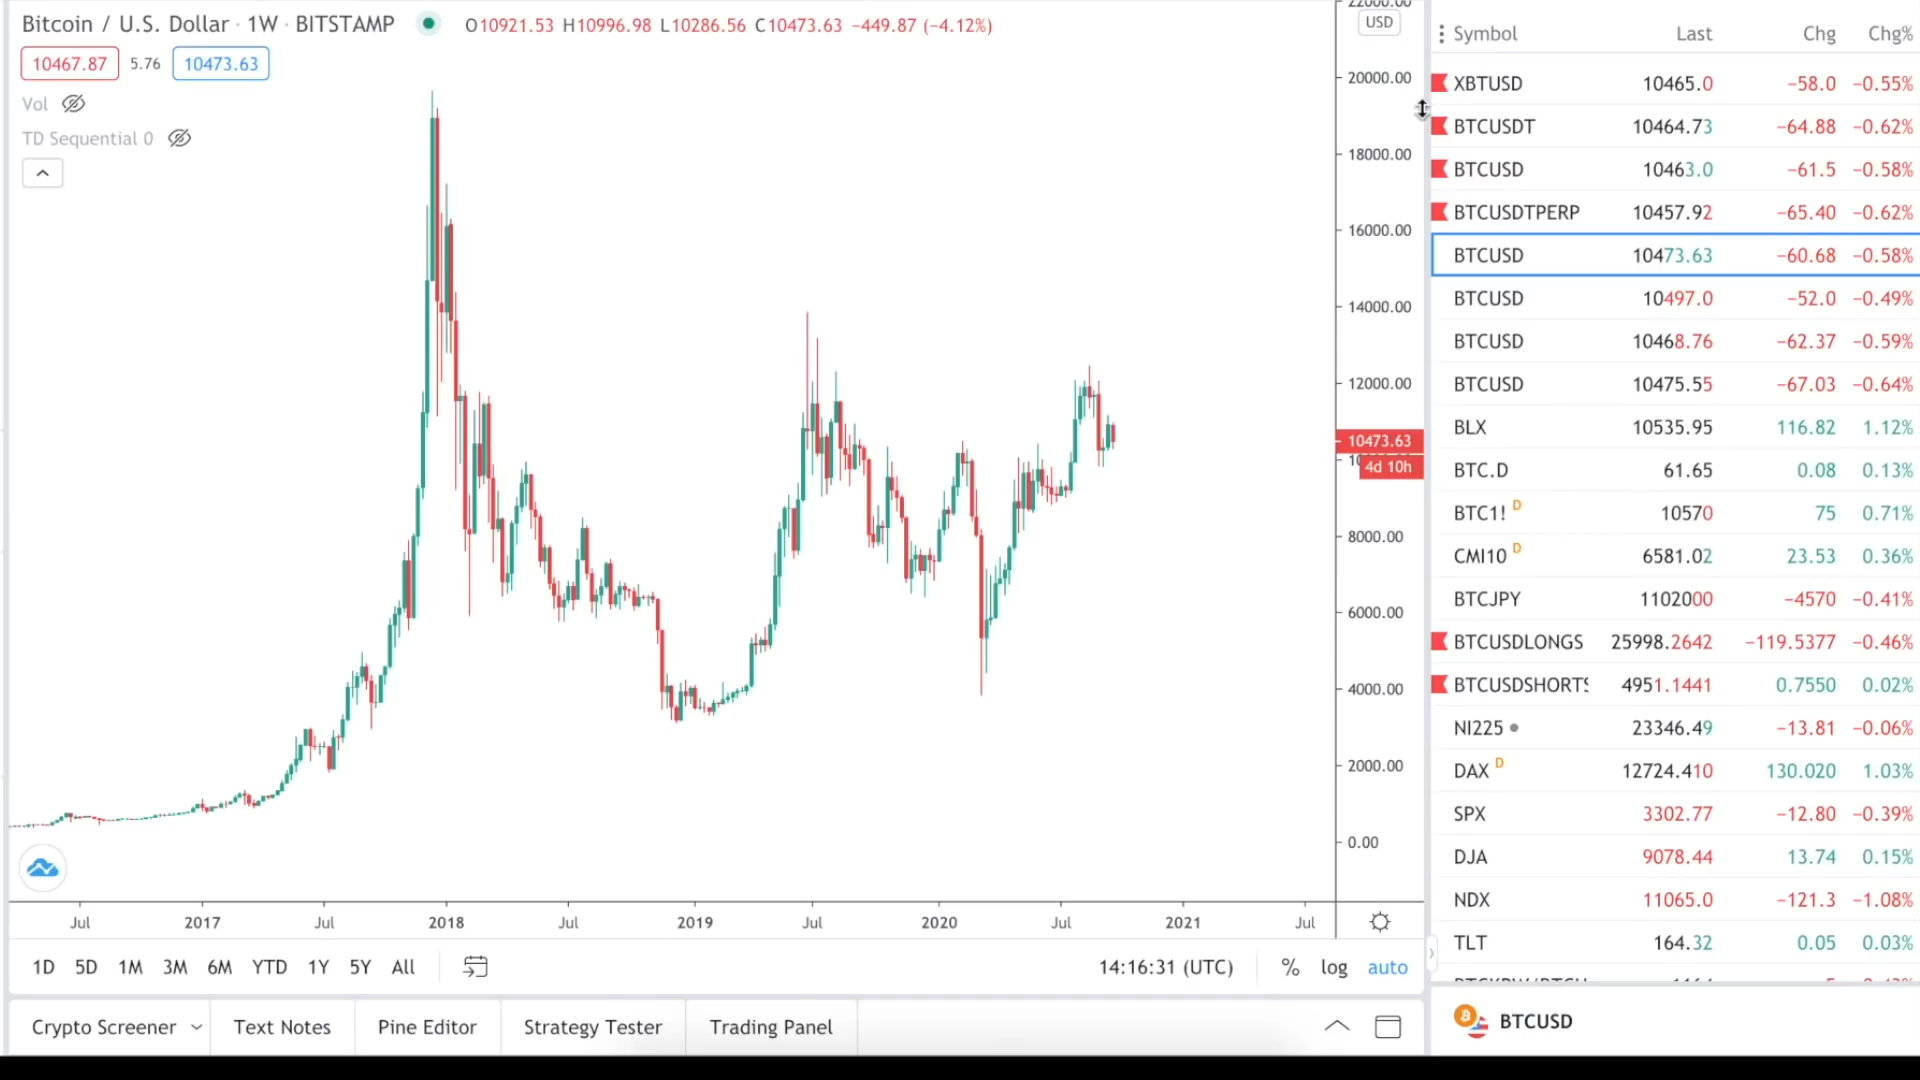 Bitcoin / U.S. Dollar · 1W · BITSTAMP O10921.53 H10996.98 L10286.56 C10473.63 −449.87 (−4.12%)
10467.87 5.76 10473.63
Vol
TD Sequential 0
22000.00
USD
20000.00
18000.00
16000.00
14000.00
12000.00
10473.63
4d 10h
8000.00
6000.00
4000.00
2000.00
0.00
Jul 2017 Jul 2018 Jul 2019 Jul 2020 Jul 2021 Jul
1D 5D 1M 3M 6M YTD 1Y 5Y All 14:16:31 (UTC) % log auto
Crypto Screener Text Notes Pine Editor Strategy Tester Trading Panel
Symbol Last Chg Chg%
XBTUSD 10465.0 −58.0 −0.55%
BTCUSDT 10464.73 −64.88 −0.62%
BTCUSD 10463.0 −61.5 −0.58%
BTCUSDTPERP 10457.92 −65.40 −0.62%
BTCUSD 10473.63 −60.68 −0.58%
BTCUSD 10497.0 −52.0 −0.49%
BTCUSD 10468.76 −62.37 −0.59%
BTCUSD 10475.55 −67.03 −0.64%
BLX 10535.95 116.82 1.12%
BTC.D 61.65 0.08 0.13%
BTC1! D 10570 75 0.71%
CMI10 D 6581.02 23.53 0.36%
BTCJPY 1102000 −4570 −0.41%
BTCUSDLONGS 25998.2642 −119.5377 −0.46%
BTCUSDSHORTS 4951.1441 0.7550 0.02%
NI225 23346.49 −13.81 −0.06%
DAX D 12724.410 130.020 1.03%
SPX 3302.77 −12.80 −0.39%
DJA 9078.44 13.74 0.15%
NDX 11065.0 −121.3 −1.08%
TLT 164.32 0.05 0.03%
BTCUSD